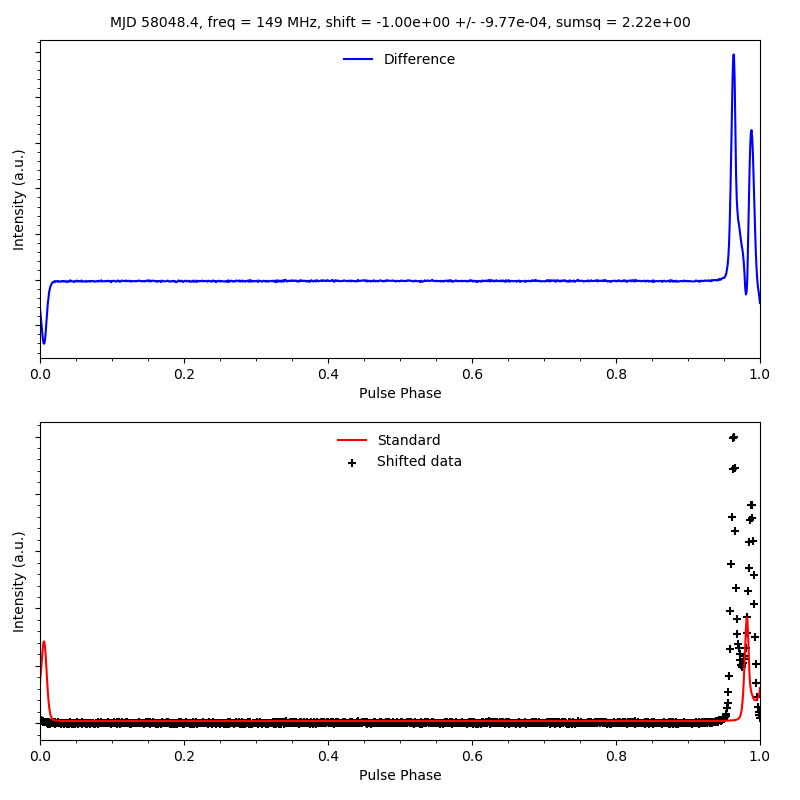 MJD 58048.4, freq = 149 MHz, shift = -1.00e+00 +/- -9.77e-04, sumsq = 2.22e+00
Difference
Intensity (a.u.)
0.0 0.2 0.4 0.6 0.8 1.0
Pulse Phase
Standard
Shifted data
Intensity (a.u.)
0.0 0.2 0.4 0.6 0.8 1.0
Pulse Phase